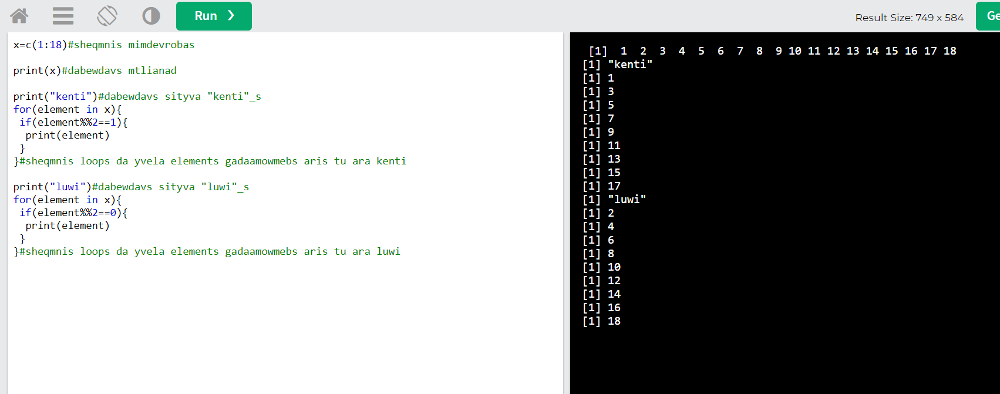 Run ❯
Result Size: 749 x 584
Ge
x=c(1:18)#sheqmnis mimdevrobas
print(x)#dabewdavs mtlianad
print("kenti")#dabewdavs sityva "kenti"_s
for(element in x){
 if(element%%2==1){
  print(element)
 }
}#sheqmnis loops da yvela elements gadaamowmebs aris tu ara kenti
print("luwi")#dabewdavs sityva "luwi"_s
for(element in x){
 if(element%%2==0){
  print(element)
 }
}#sheqmnis loops da yvela elements gadaamowmebs aris tu ara luwi
 [1]  1  2  3  4  5  6  7  8  9 10 11 12 13 14 15 16 17 18
[1] "kenti"
[1] 1
[1] 3
[1] 5
[1] 7
[1] 9
[1] 11
[1] 13
[1] 15
[1] 17
[1] "luwi"
[1] 2
[1] 4
[1] 6
[1] 8
[1] 10
[1] 12
[1] 14
[1] 16
[1] 18